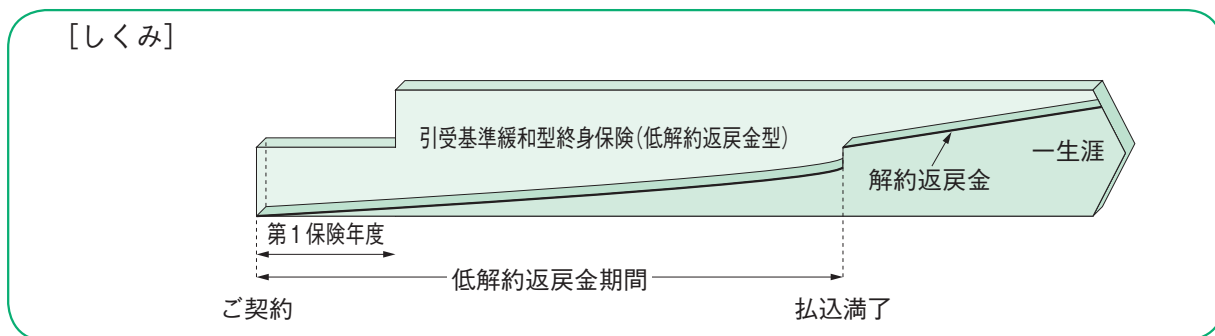 [しくみ]
引受基準緩和型終身保険(低解約返戻金型)
一生涯
解約返戻金
第1保険年度
低解約返戻金期間
ご契約
払込満了